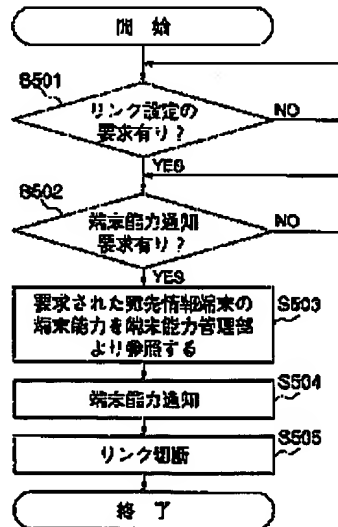 開始
S501
リンク設定の
要求有り？
NO
YES
S502
端末能力通知
要求有り？
NO
YES
要求された宛先情報端末の
端末能力を端末能力管理部
より参照する
S503
端末能力通知
S504
リンク切断
S505
終了